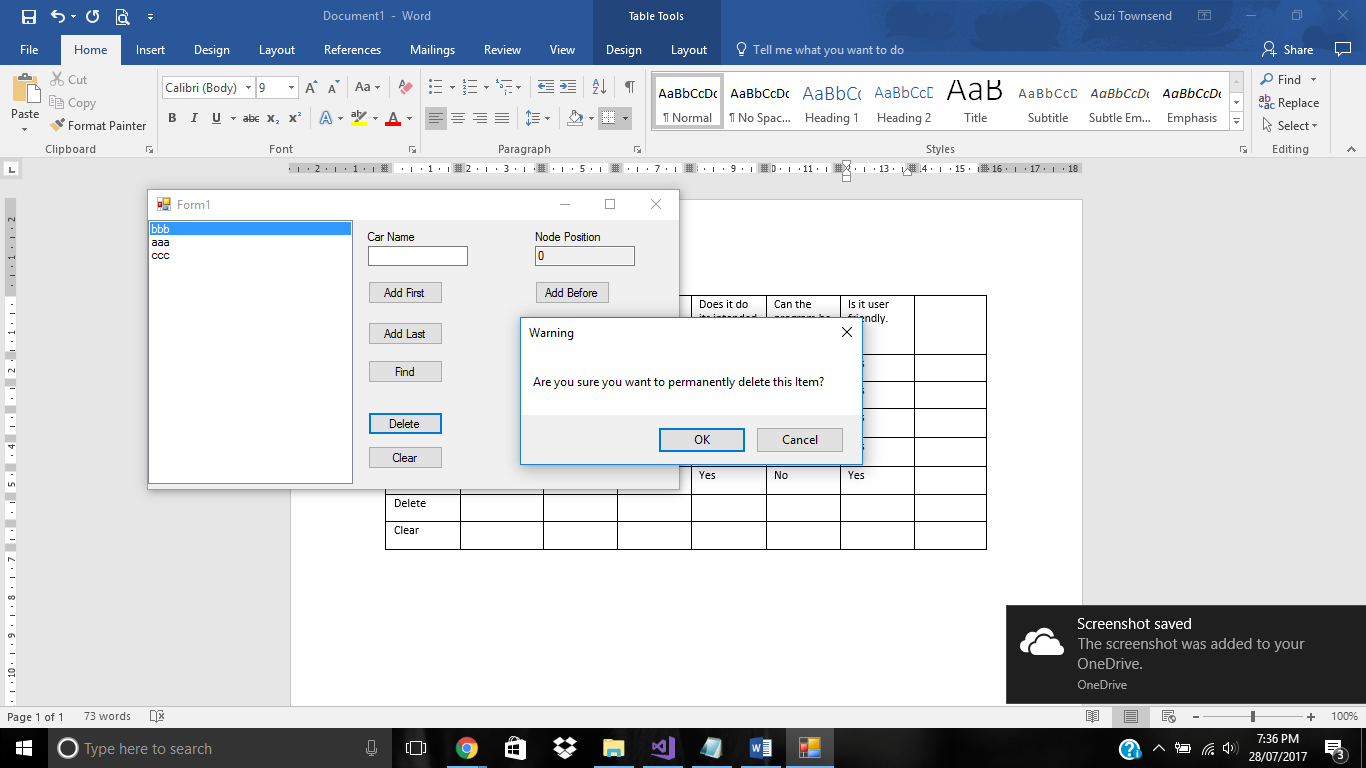 Document1 - Word
Table Tools
Suzi Townsend
File
Home
Insert
Design
Layout
References
Mailings
Review
View
Design
Layout
Tell me what you want to do
Share
Paste
Cut
Copy
Format Painter
Clipboard
Calibri (Body)
9
Aa
B I U abc x₂ x²
Font
Paragraph
AaBbCcDc
¶ Normal
AaBbCcDc
¶ No Spac...
AaBbCc
Heading 1
AaBbCcD
Heading 2
AaB
Title
AaBbCcD
Subtitle
AaBbCcDc
Subtle Em...
AaBbCcDc
Emphasis
Styles
Find
Replace
Select
Editing
Form1
bbb
aaa
ccc
Car Name
Node Position
0
Add First
Add Before
Add Last
Find
Delete
Clear
Warning
Are you sure you want to permanently delete this Item?
OK
Cancel
Does it do
Can the
Is it user
Yes
No
Yes
Delete
Clear
Screenshot saved
The screenshot was added to your
OneDrive.
OneDrive
Page 1 of 1
73 words
100%
Type here to search
7:36 PM
28/07/2017
3